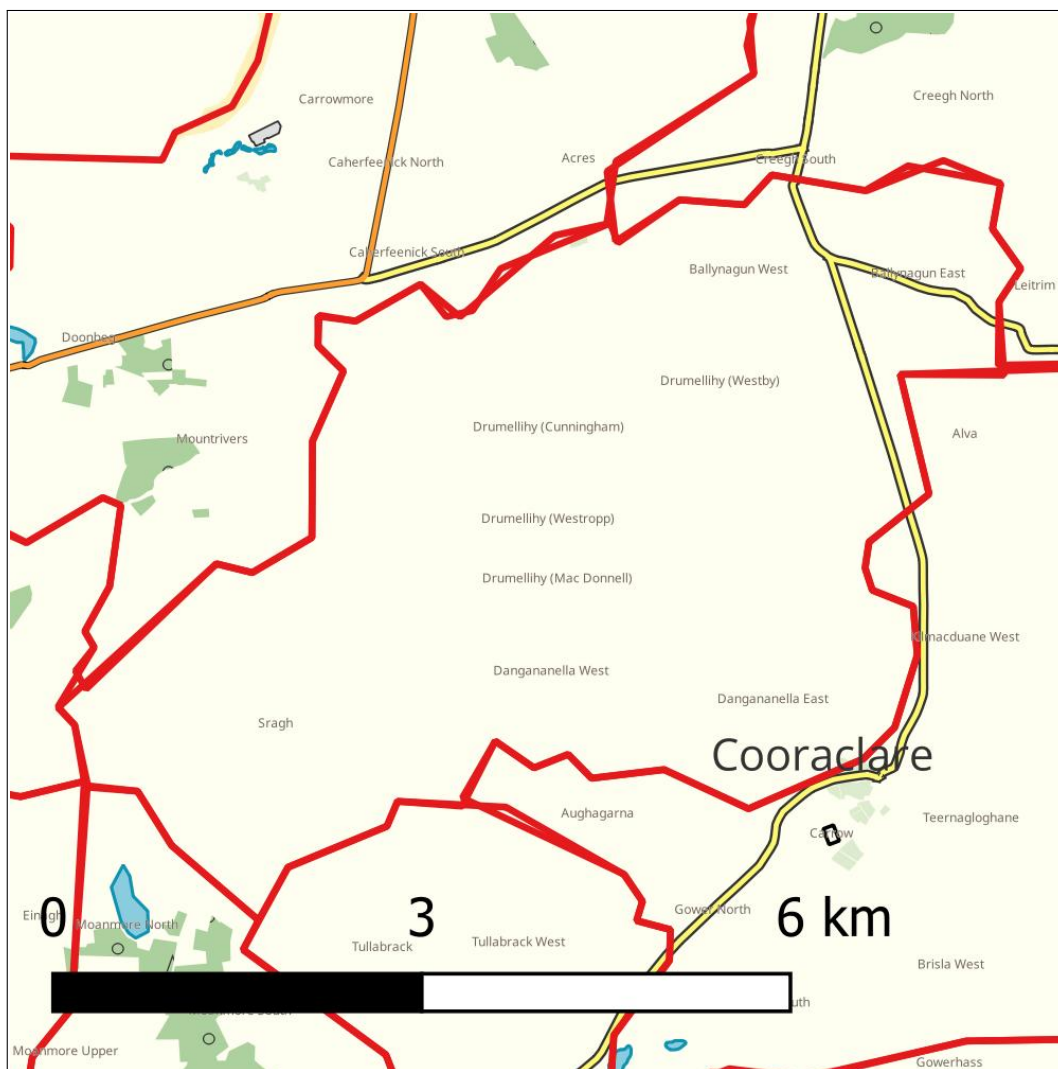 Carrowmore
Creegh North
Caherfeenick North
Acres
Creegh South
Caherfeenick South
Ballynagun West
Ballynagun East
Leitrim
Doonbeg
Drumellihy (Westby)
Drumellihy (Cunningham)
Alva
Mountrivers
Drumellihy (Westropp)
Drumellihy (Mac Donnell)
Kilmacduane West
Dangananella West
Dangananella East
Sragh
Cooraclare
Aughagarna
Teernagloghane
Carrow
Gower North
0 3 6 km
Moanmore North
Tullabrack
Tullabrack West
Brisla West
Moanmore Upper
Gowerhass